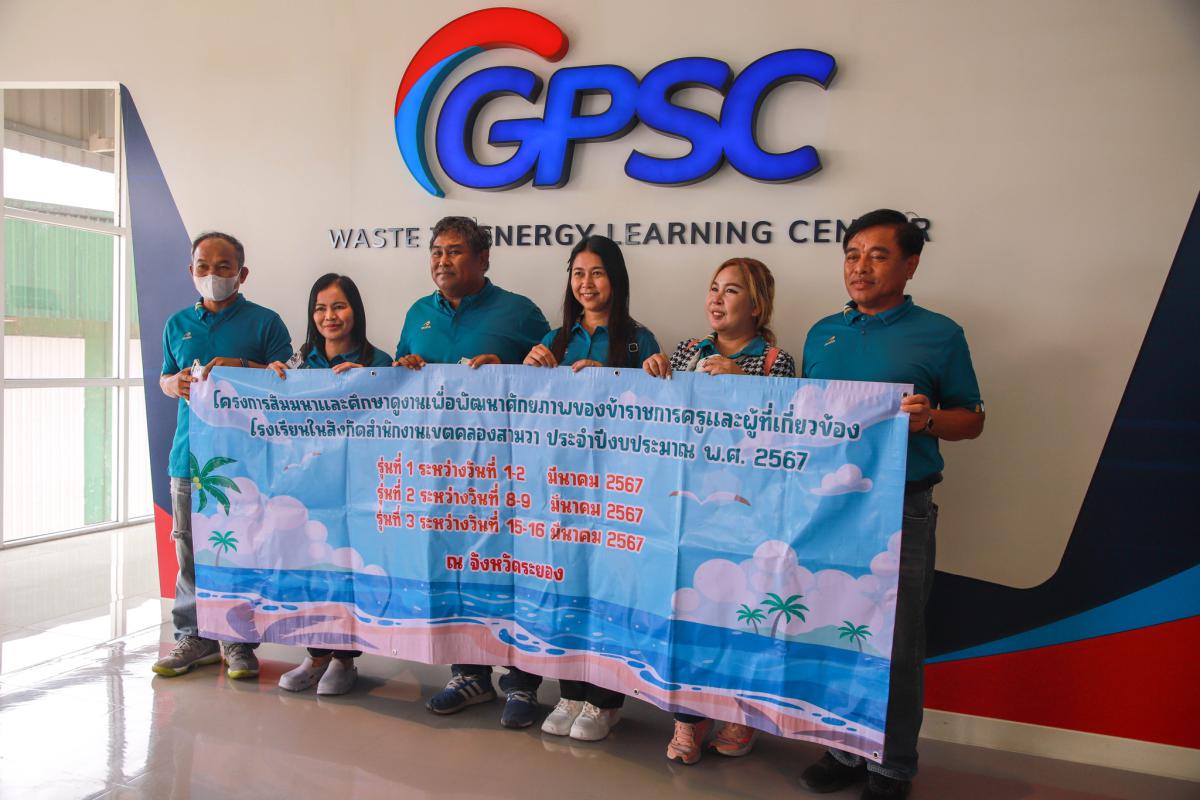 GPSC
WASTE ENERGY LEARNING
โครงการสัมมนาและศึกษาดูงานเพื่อพัฒนาศักยภาพของข้าราชการครูและผู้ที่เกี่ยวข้อง
โรงเรียนในสังกัดสำนักงานเขตคลองสามวา ประจำปีงบประมาณ พ.ศ. 2567
รุ่นที่ 1 ระหว่างวันที่ 1-2 มีนาคม 2567
รุ่นที่ 2 ระหว่างวันที่ 8-9 มีนาคม 2567
รุ่นที่ 3 ระหว่างวันที่ 15-16 มีนาคม 2567
ณ จังหวัดระยอง